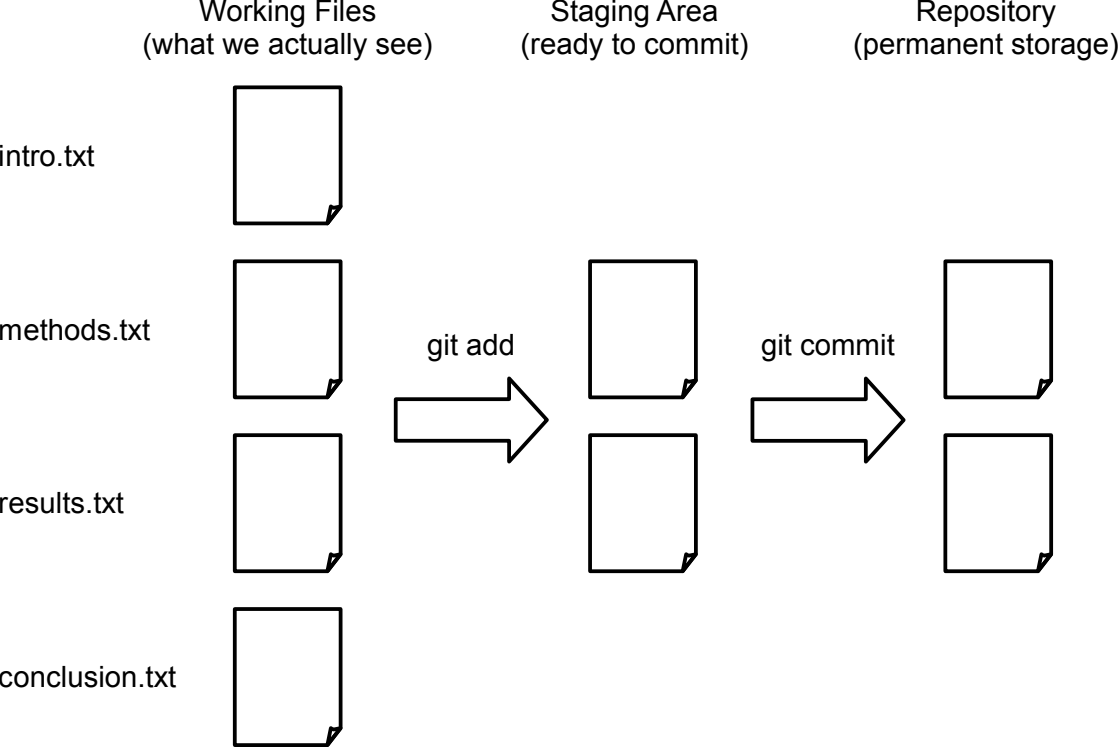 Working Files
(what we actually see)
Staging Area
(ready to commit)
Repository
(permanent storage)
intro.txt
methods.txt
git add
git commit
results.txt
conclusion.txt